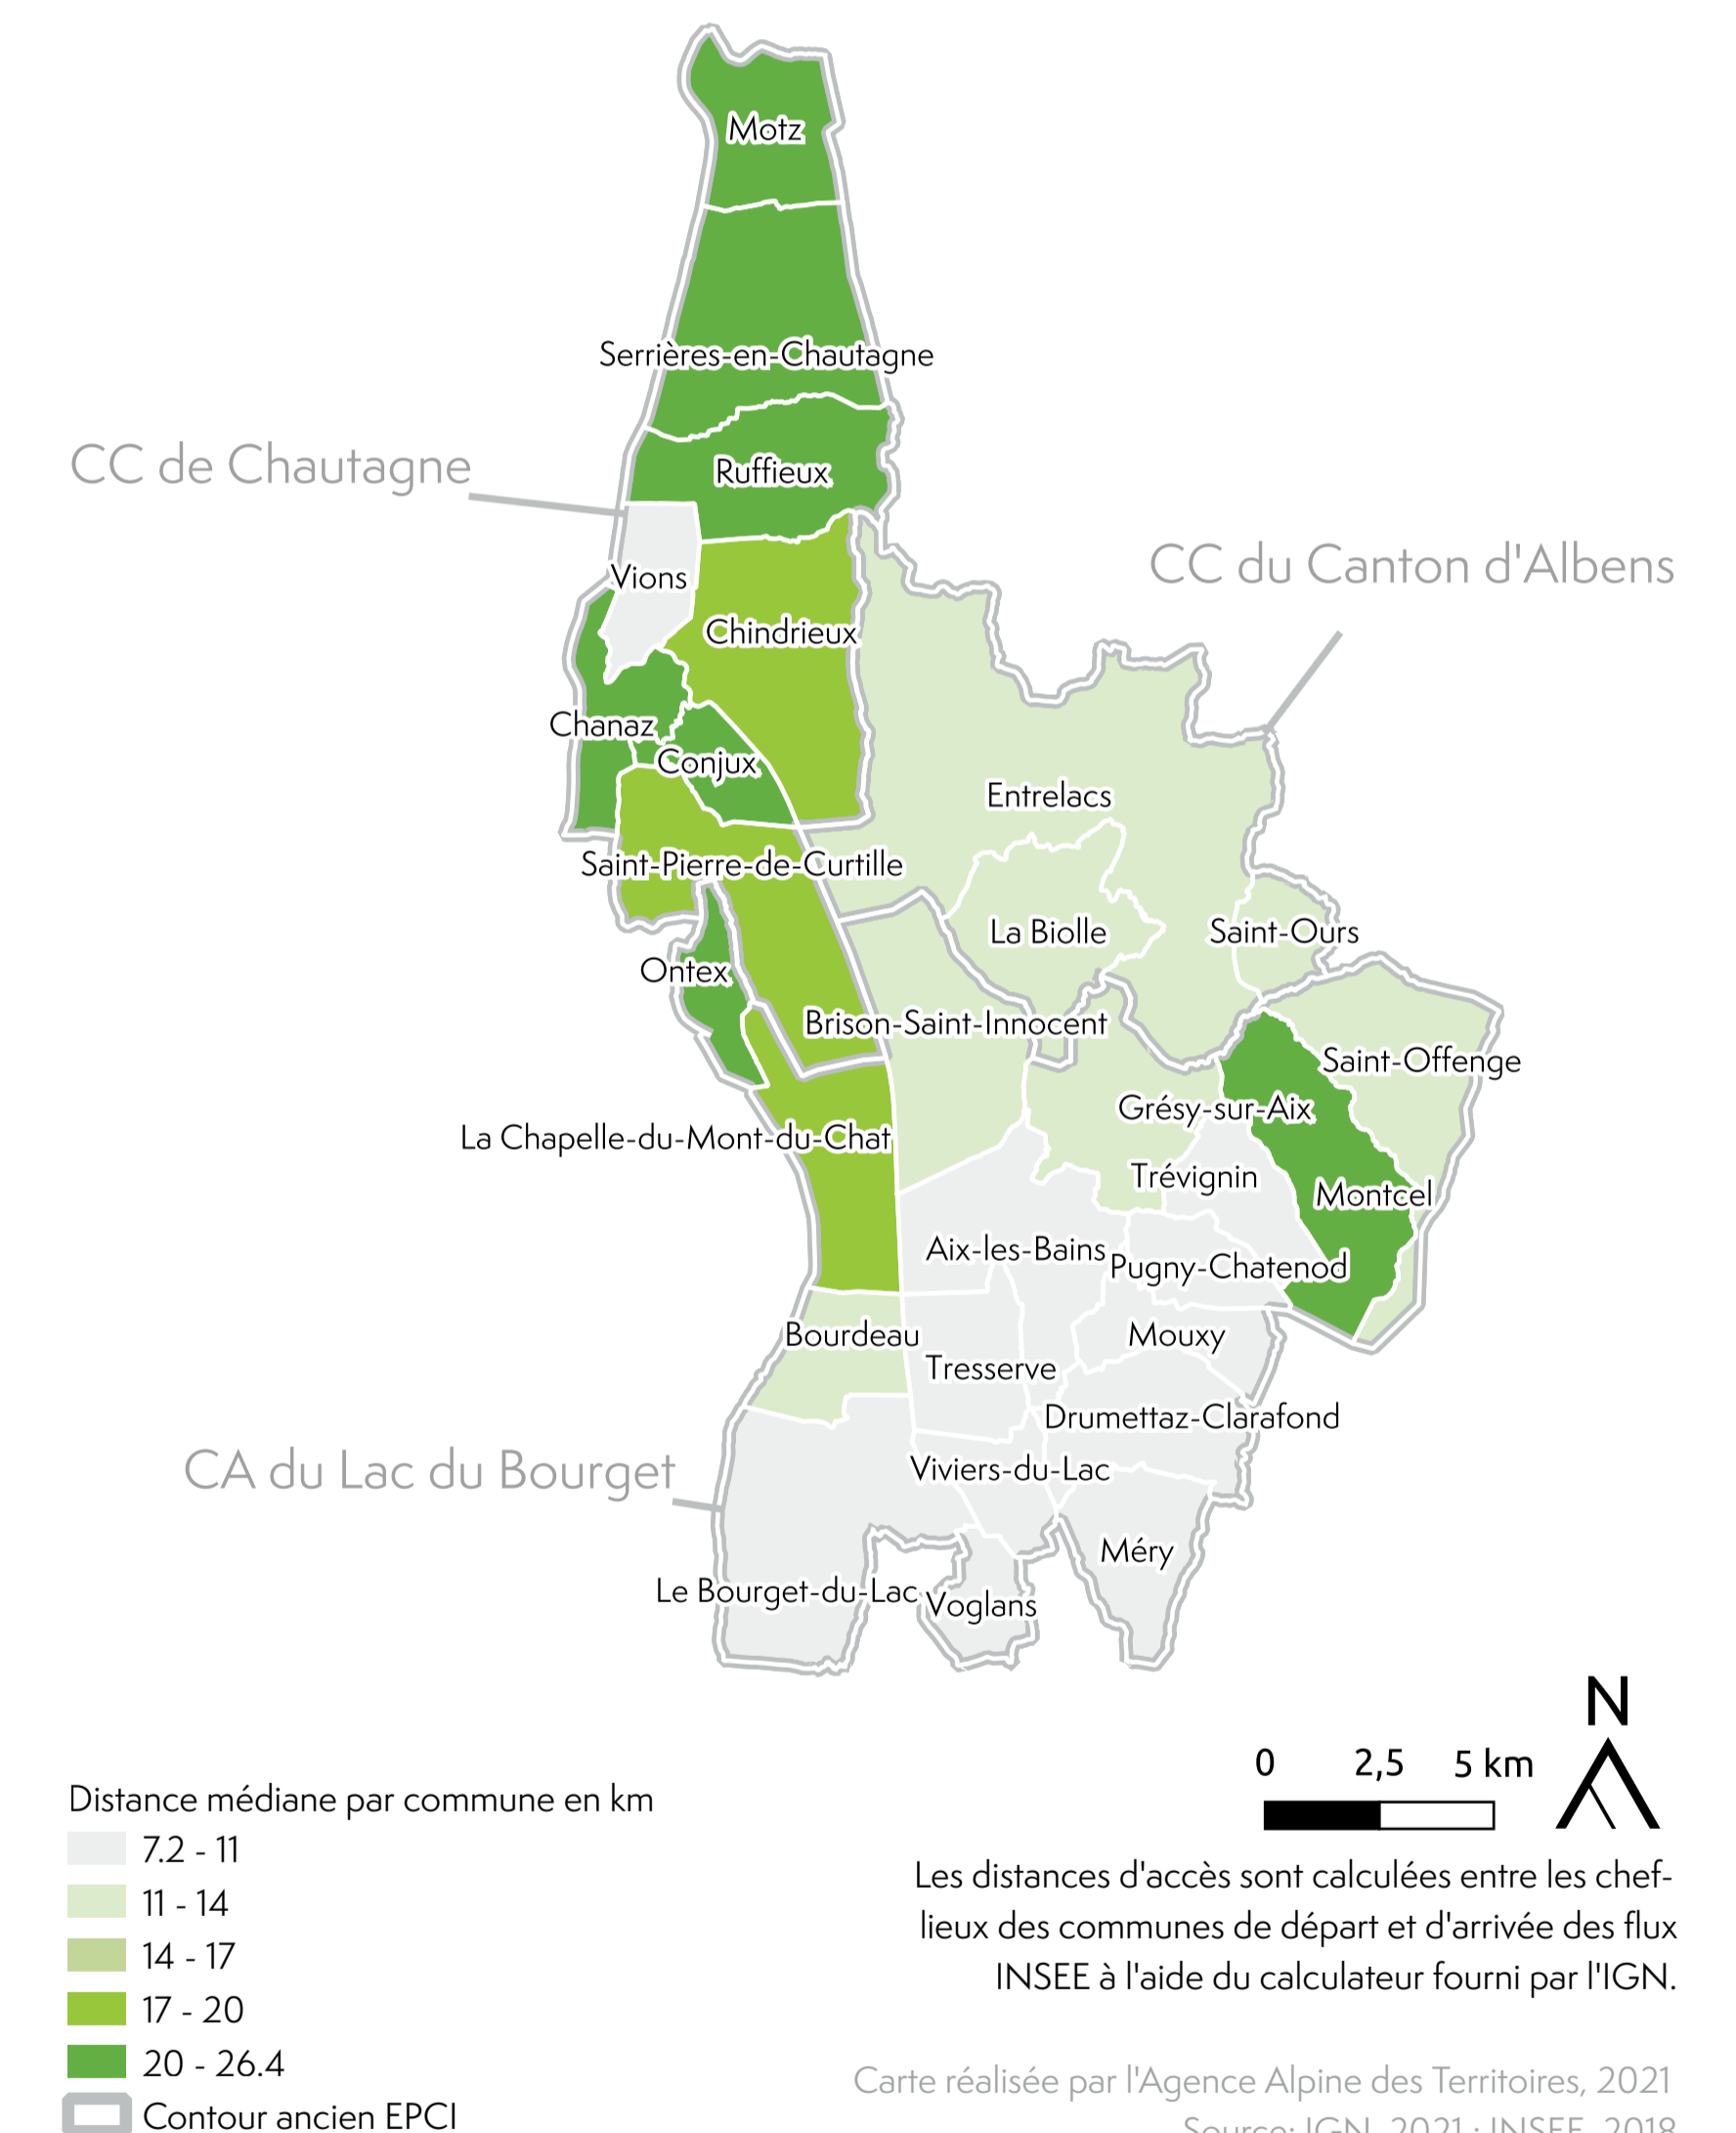 Motz
Serrières-en-Chautagne
CC de Chautagne
Ruffieux
CC du Canton d'Albens
Vions
Chindrieux
Chanaz
Conjux
Entrelacs
Saint-Pierre-de-Curtille
La Biolle
Saint-Ours
Ontex
Brison-Saint-Innocent
Saint-Offenge
Grésy-sur-Aix
La Chapelle-du-Mont-du-Chat
Trévignin
Montcel
Aix-les-Bains
Pugny-Chatenod
Bourdeau
Mouxy
Tresserve
Drumettaz-Clarafond
CA du Lac du Bourget
Viviers-du-Lac
Méry
Le Bourget-du-Lac
Voglans
N
0 2,5 5 km
Distance médiane par commune en km
7.2 - 11
11 - 14
14 - 17
17 - 20
20 - 26.4
Contour ancien EPCI
Les distances d'accès sont calculées entre les chef-
lieux des communes de départ et d'arrivée des flux
INSEE à l'aide du calculateur fourni par l'IGN.
Carte réalisée par l'Agence Alpine des Territoires, 2021
Source: IGN, 2021 ; INSEE, 2018